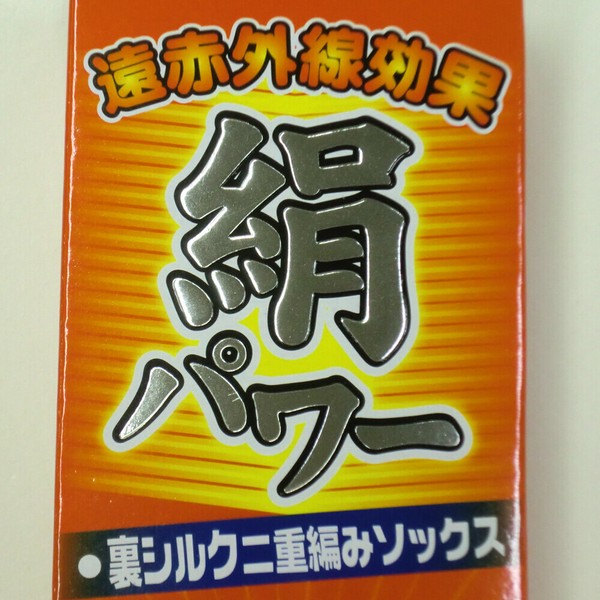 遠赤外線効果
絹
パワー
●裏シルク二重編みソックス